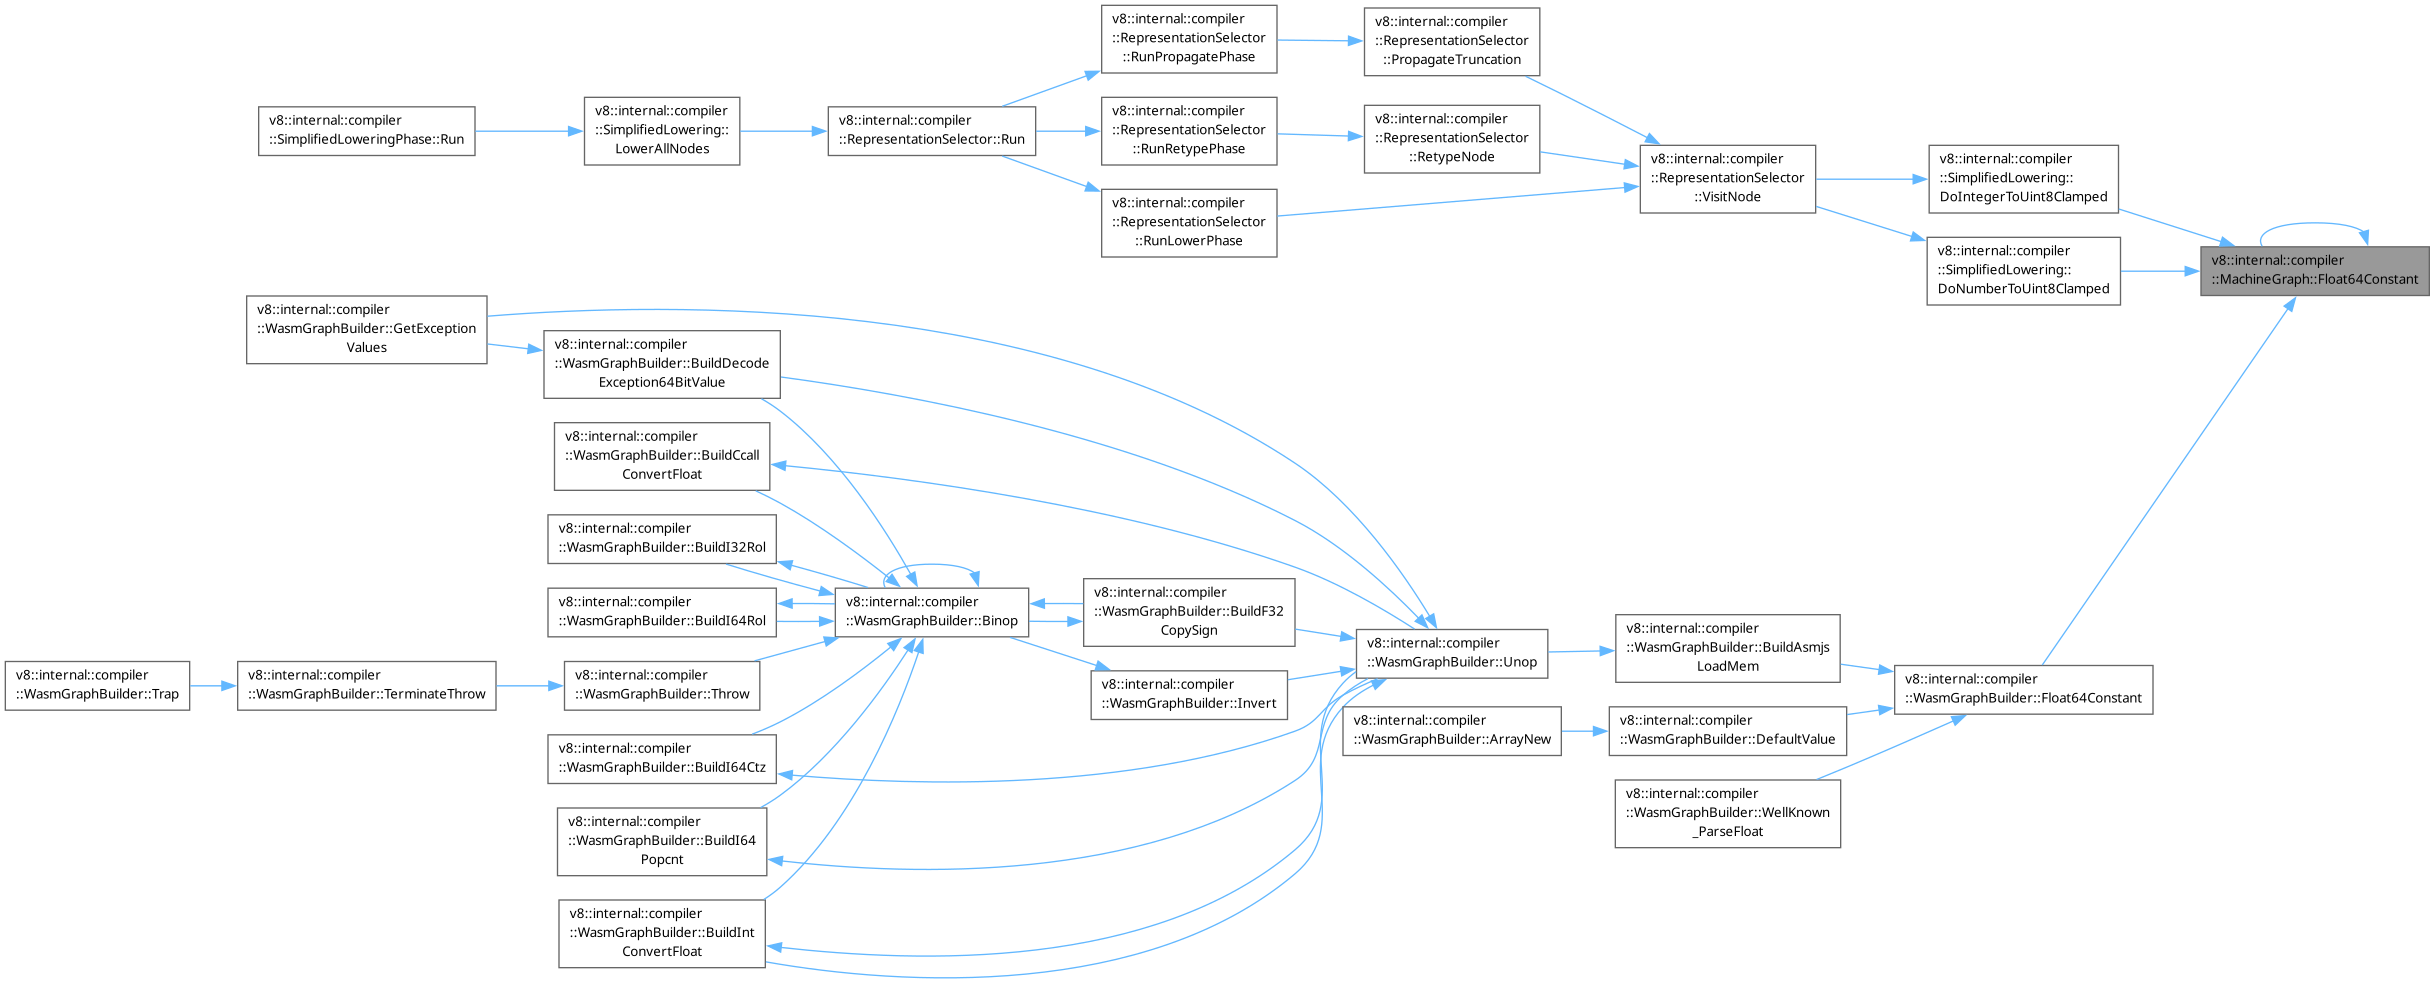 v8::internal::compiler
::RepresentationSelector
::RunPropagatePhase
v8::internal::compiler
::RepresentationSelector
::PropagateTruncation
v8::internal::compiler
::SimplifiedLoweringPhase::Run
v8::internal::compiler
::SimplifiedLowering::
LowerAllNodes
v8::internal::compiler
::RepresentationSelector::Run
v8::internal::compiler
::RepresentationSelector
::RunRetypePhase
v8::internal::compiler
::RepresentationSelector
::RetypeNode
v8::internal::compiler
::RepresentationSelector
::RunLowerPhase
v8::internal::compiler
::RepresentationSelector
::VisitNode
v8::internal::compiler
::SimplifiedLowering::
DoIntegerToUint8Clamped
v8::internal::compiler
::SimplifiedLowering::
DoNumberToUint8Clamped
v8::internal::compiler
::MachineGraph::Float64Constant
v8::internal::compiler
::WasmGraphBuilder::GetException
Values
v8::internal::compiler
::WasmGraphBuilder::BuildDecode
Exception64BitValue
v8::internal::compiler
::WasmGraphBuilder::BuildCcall
ConvertFloat
v8::internal::compiler
::WasmGraphBuilder::BuildI32Rol
v8::internal::compiler
::WasmGraphBuilder::BuildI64Rol
v8::internal::compiler
::WasmGraphBuilder::Binop
v8::internal::compiler
::WasmGraphBuilder::BuildF32
CopySign
v8::internal::compiler
::WasmGraphBuilder::Unop
v8::internal::compiler
::WasmGraphBuilder::BuildAsmjs
LoadMem
v8::internal::compiler
::WasmGraphBuilder::Trap
v8::internal::compiler
::WasmGraphBuilder::TerminateThrow
v8::internal::compiler
::WasmGraphBuilder::Throw
v8::internal::compiler
::WasmGraphBuilder::Invert
v8::internal::compiler
::WasmGraphBuilder::Float64Constant
v8::internal::compiler
::WasmGraphBuilder::ArrayNew
v8::internal::compiler
::WasmGraphBuilder::DefaultValue
v8::internal::compiler
::WasmGraphBuilder::BuildI64Ctz
v8::internal::compiler
::WasmGraphBuilder::WellKnown
_ParseFloat
v8::internal::compiler
::WasmGraphBuilder::BuildI64
Popcnt
v8::internal::compiler
::WasmGraphBuilder::BuildInt
ConvertFloat